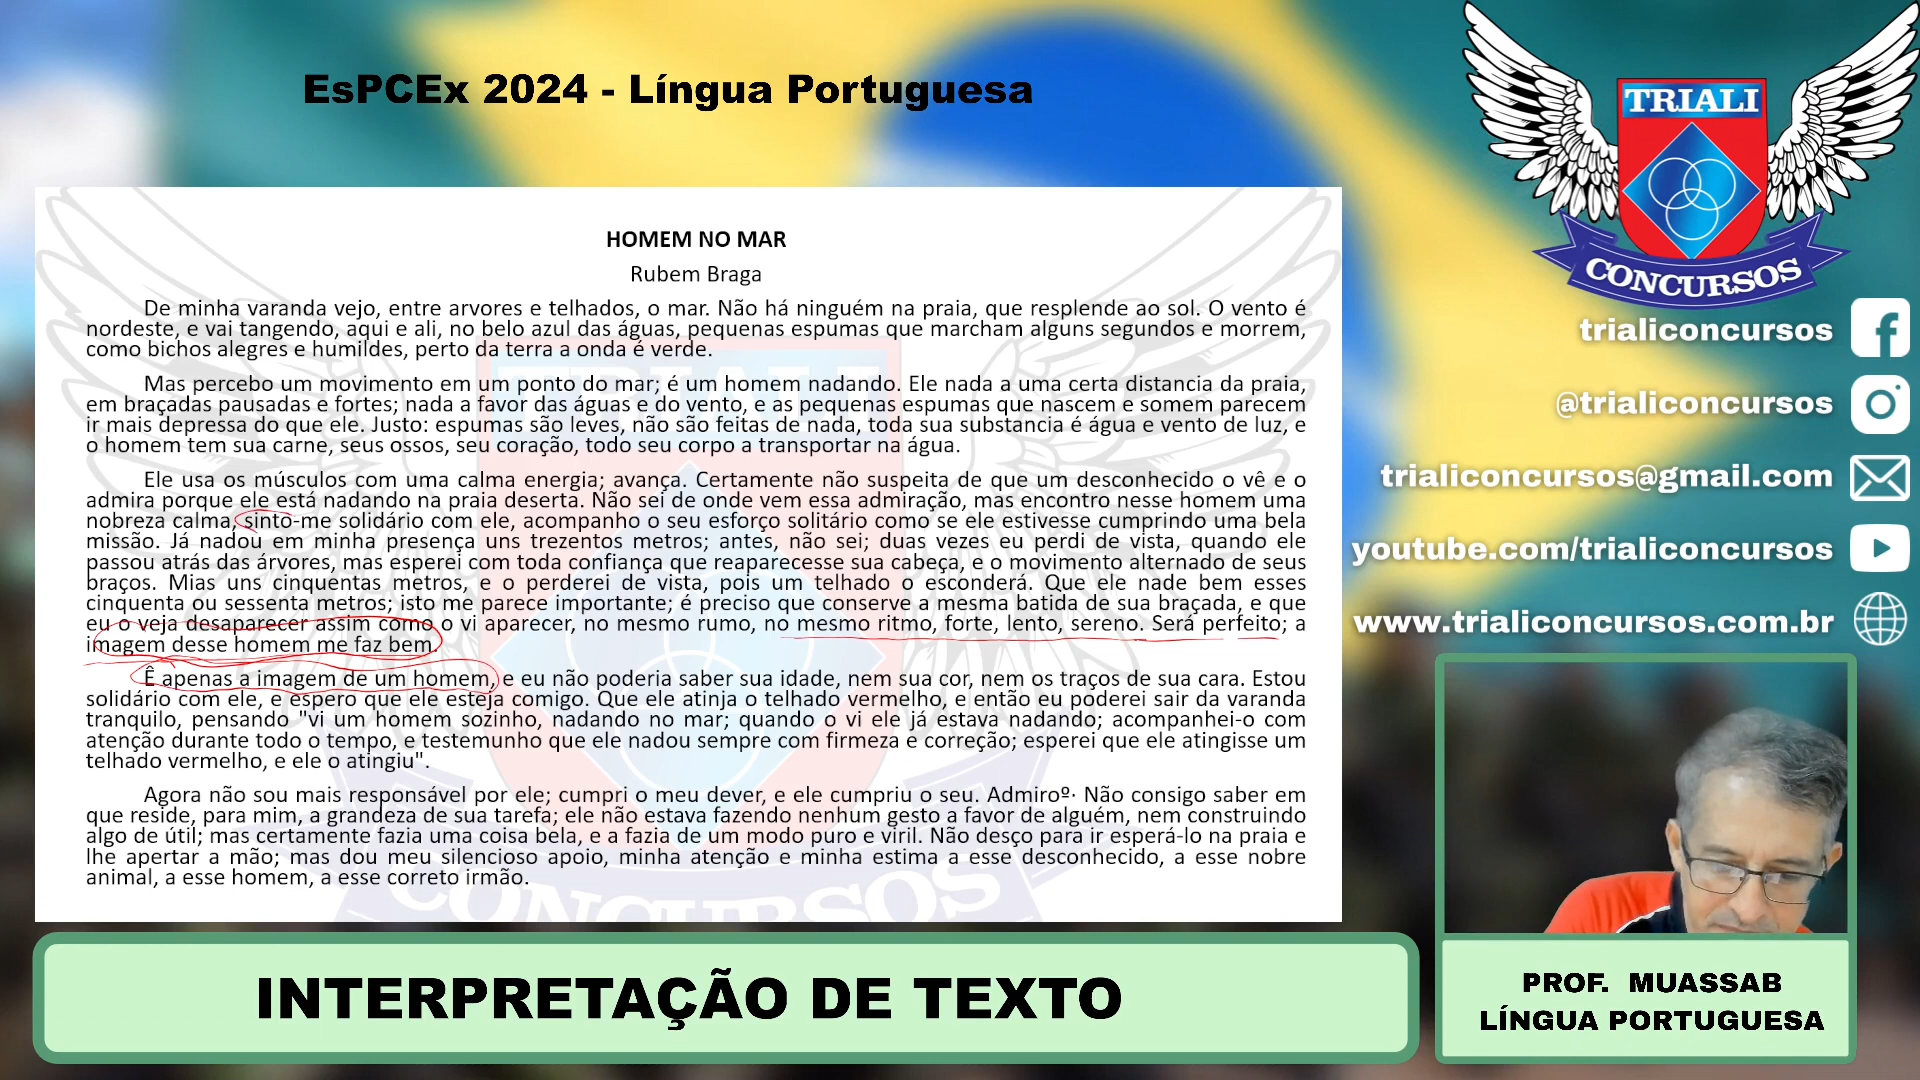 EsPCEx 2024 - Língua Portuguesa
TRIALI
CONCURSOS
HOMEM NO MAR
Rubem Braga
De minha varanda vejo, entre arvores e telhados, o mar. Não há ninguém na praia, que resplende ao sol. O vento é
nordeste, e vai tangendo, aqui e ali, no belo azul das águas, pequenas espumas que marcham alguns segundos e morrem,
como bichos alegres e humildes, perto da terra a onda é verde.
Mas percebo um movimento em um ponto do mar; é um homem nadando. Ele nada a uma certa distancia da praia,
em braçadas pausadas e fortes; nada a favor das águas e do vento, e as pequenas espumas que nascem e somem parecem
ir mais depressa do que ele. Justo: espumas são leves, não são feitas de nada, toda sua substancia é água e vento de luz, e
o homem tem sua carne, seus ossos, seu coração, todo seu corpo a transportar na água.
Ele usa os músculos com uma calma energia; avança. Certamente não suspeita de que um desconhecido o vê e o
admira porque ele está nadando na praia deserta. Não sei de onde vem essa admiração, mas encontro nesse homem uma
nobreza calma, sinto-me solidário com ele, acompanho o seu esforço solitário como se ele estivesse cumprindo uma bela
missão. Já nadou em minha presença uns trezentos metros; antes, não sei; duas vezes eu perdi de vista, quando ele
passou atrás das árvores, mas esperei com toda confiança que reaparecesse sua cabeça, e o movimento alternado de seus
braços. Mias uns cinquentas metros, e o perderei de vista, pois um telhado o esconderá. Que ele nade bem esses
cinquenta ou sessenta metros; isto me parece importante; é preciso que conserve a mesma batida de sua braçada, e que
eu o veja desaparecer assim como o vi aparecer, no mesmo rumo, no mesmo ritmo, forte, lento, sereno. Será perfeito; a
imagem desse homem me faz bem.
Ê apenas a imagem de um homem, e eu não poderia saber sua idade, nem sua cor, nem os traços de sua cara. Estou
solidário com ele, e espero que ele esteja comigo. Que ele atinja o telhado vermelho, e então eu poderei sair da varanda
tranquilo, pensando "vi um homem sozinho, nadando no mar; quando o vi ele já estava nadando; acompanhei-o com
atenção durante todo o tempo, e testemunho que ele nadou sempre com firmeza e correção; esperei que ele atingisse um
telhado vermelho, e ele o atingiu".
Agora não sou mais responsável por ele; cumpri o meu dever, e ele cumpriu o seu. Admiroº· Não consigo saber em
que reside, para mim, a grandeza de sua tarefa; ele não estava fazendo nenhum gesto a favor de alguém, nem construindo
algo de útil; mas certamente fazia uma coisa bela, e a fazia de um modo puro e viril. Não desço para ir esperá-lo na praia e
lhe apertar a mão; mas dou meu silencioso apoio, minha atenção e minha estima a esse desconhecido, a esse nobre
animal, a esse homem, a esse correto irmão.
TRIALI
CONCURSOS
trialiconcursos
@trialiconcursos
trialiconcursos@gmail.com
youtube.com/trialiconcursos
www.trialiconcursos.com.br
INTERPRETAÇÃO DE TEXTO
PROF. MUASSAB
LÍNGUA PORTUGUESA